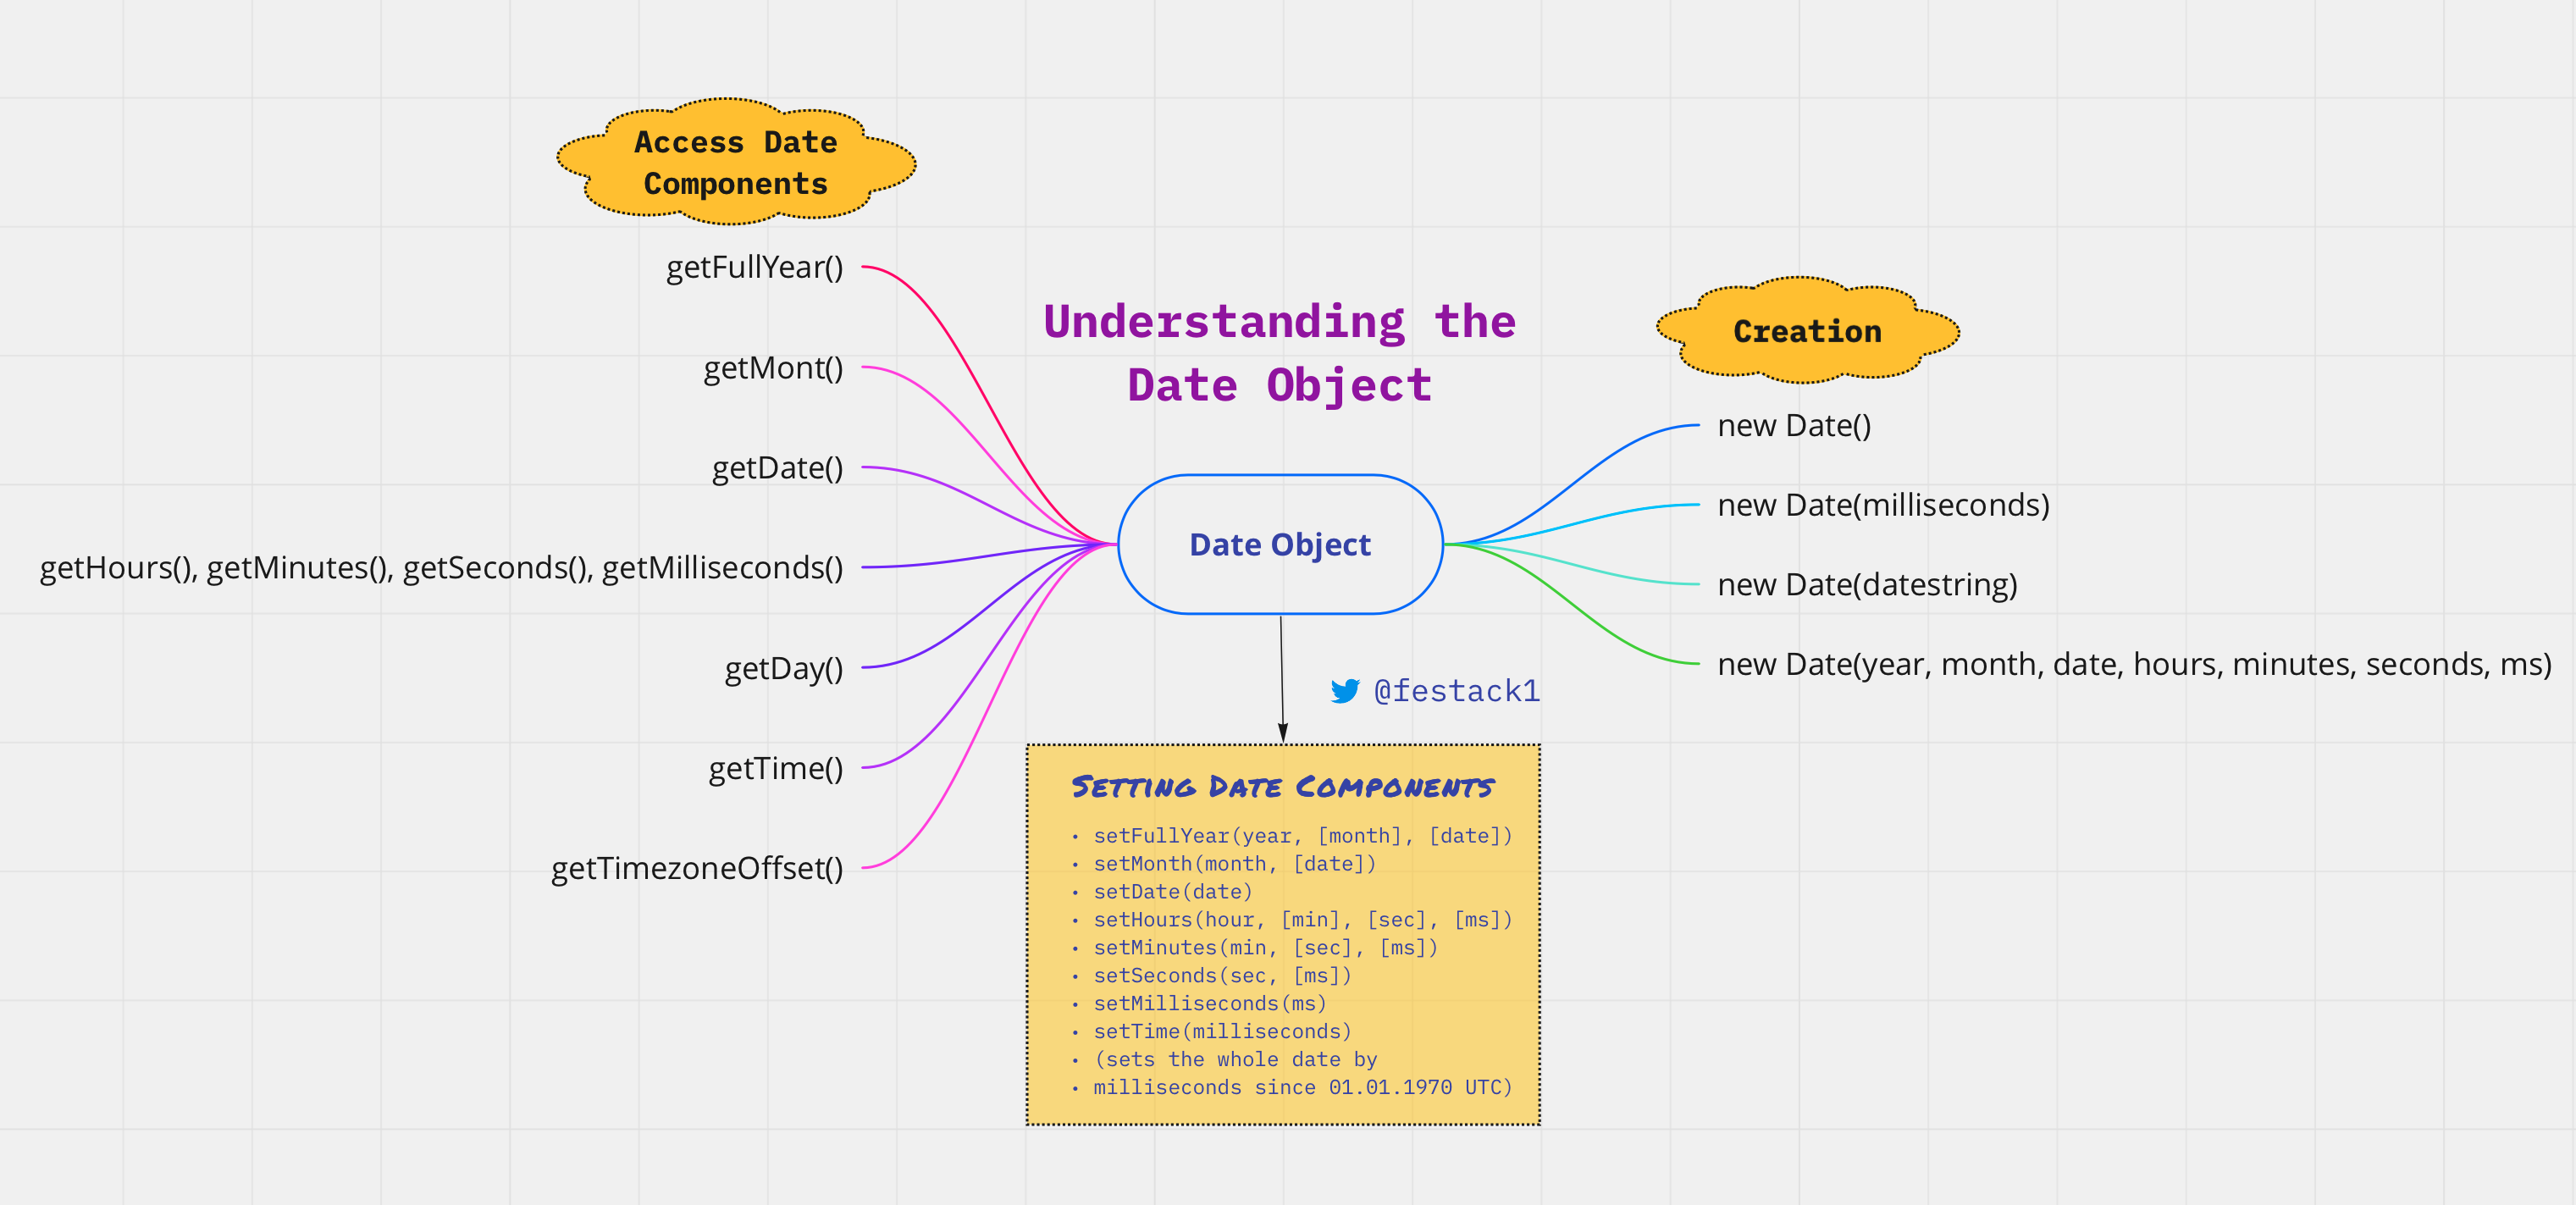 Access Date
Components
getFullYear()
getMont()
getDate()
getHours(), getMinutes(), getSeconds(), getMilliseconds()
getDay()
getTime()
getTimezoneOffset()
Understanding the
Date Object
Date Object
@festack1
Setting Date Components
• setFullYear(year, [month], [date])
• setMonth(month, [date])
• setDate(date)
• setHours(hour, [min], [sec], [ms])
• setMinutes(min, [sec], [ms])
• setSeconds(sec, [ms])
• setMilliseconds(ms)
• setTime(milliseconds)
• (sets the whole date by
• milliseconds since 01.01.1970 UTC)
Creation
new Date()
new Date(milliseconds)
new Date(datestring)
new Date(year, month, date, hours, minutes, seconds, ms)